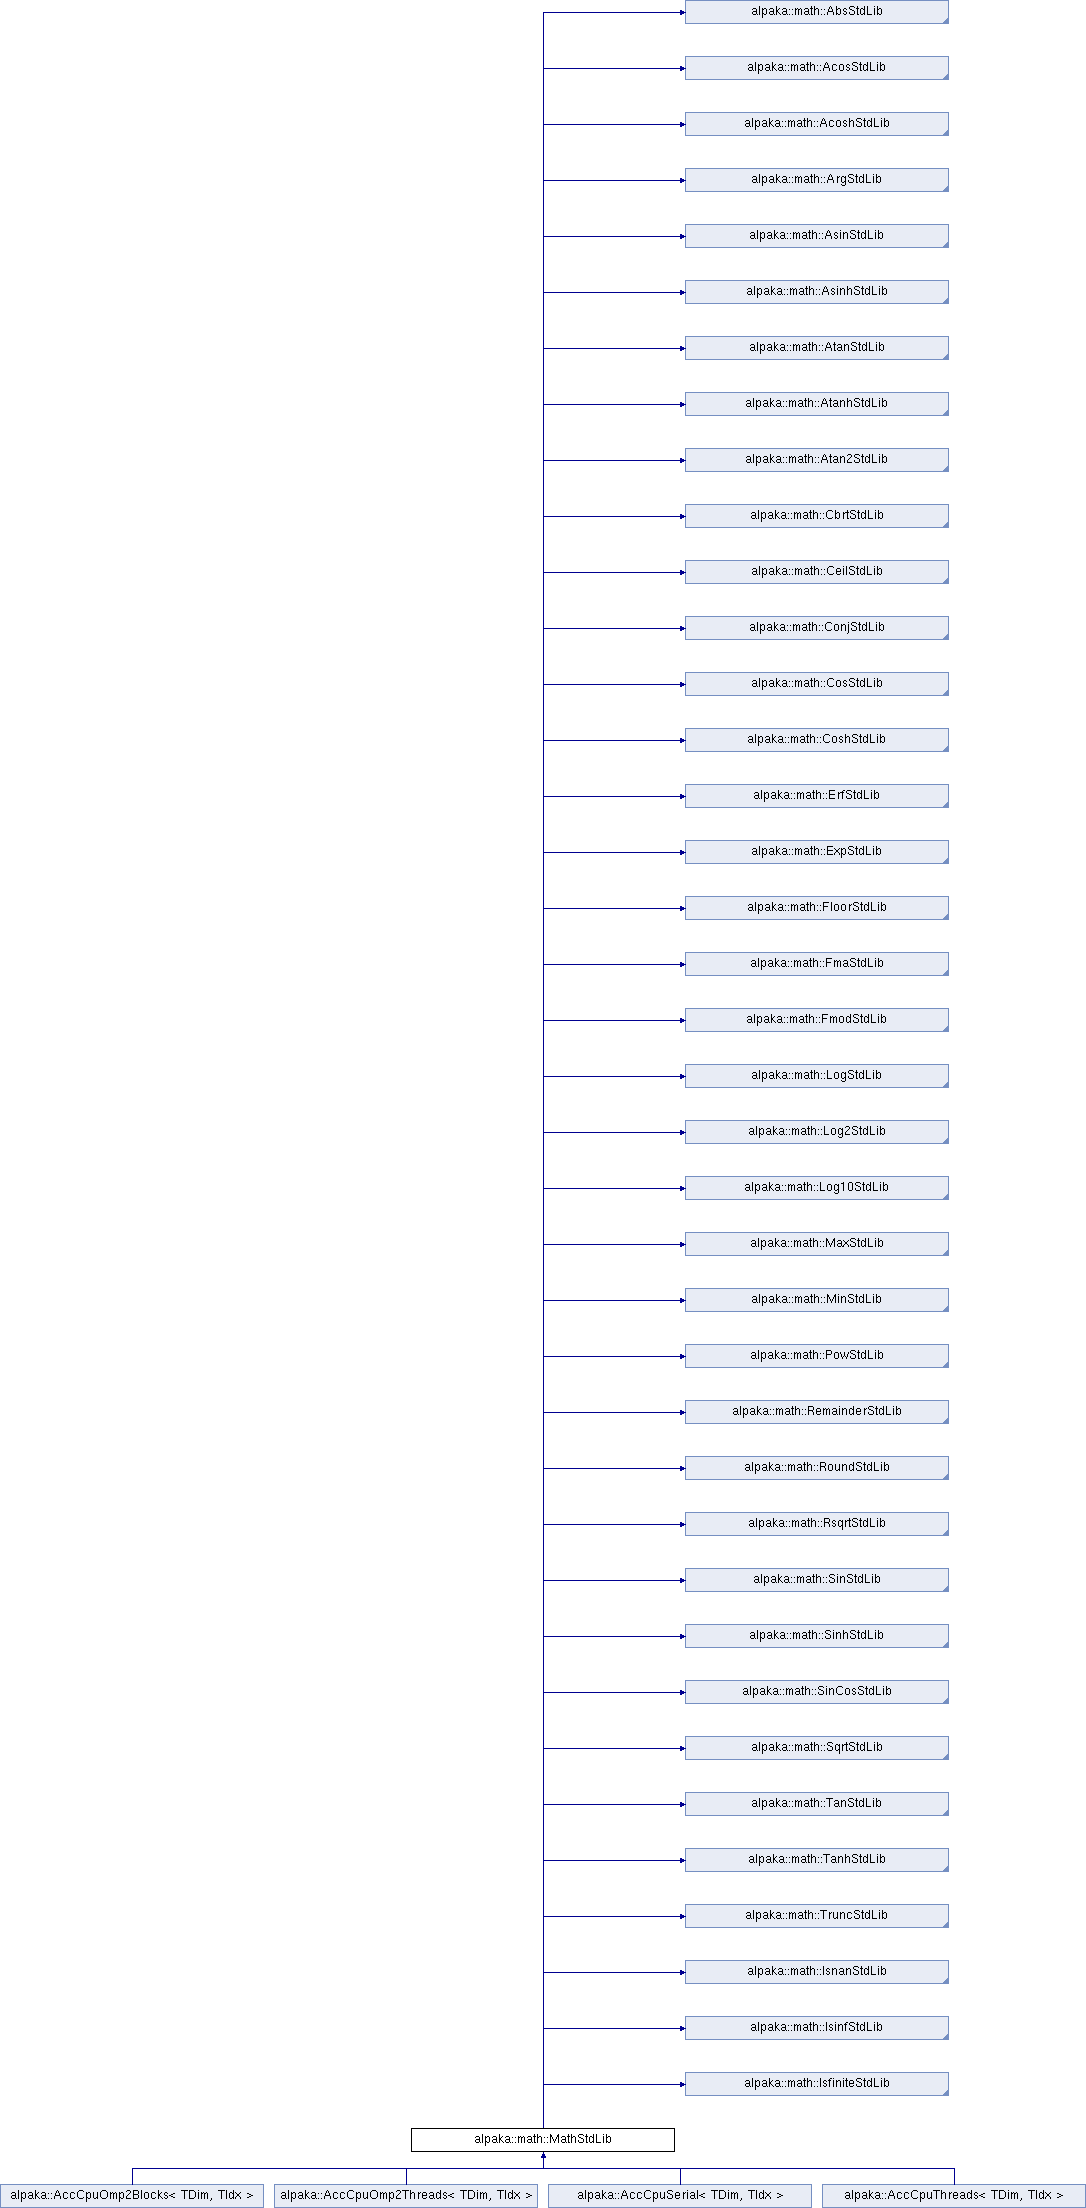 alpaka::math::AbsStdLib
alpaka::math::AcosStdLib
alpaka::math::AcoshStdLib
alpaka::math::ArgStdLib
alpaka::math::AsinStdLib
alpaka::math::AsinhStdLib
alpaka::math::AtanStdLib
alpaka::math::AtanhStdLib
alpaka::math::Atan2StdLib
alpaka::math::CbrtStdLib
alpaka::math::CeilStdLib
alpaka::math::ConjStdLib
alpaka::math::CosStdLib
alpaka::math::CoshStdLib
alpaka::math::ErfStdLib
alpaka::math::ExpStdLib
alpaka::math::FloorStdLib
alpaka::math::FmaStdLib
alpaka::math::FmodStdLib
alpaka::math::LogStdLib
alpaka::math::Log2StdLib
alpaka::math::Log10StdLib
alpaka::math::MaxStdLib
alpaka::math::MinStdLib
alpaka::math::PowStdLib
alpaka::math::RemainderStdLib
alpaka::math::RoundStdLib
alpaka::math::RsqrtStdLib
alpaka::math::SinStdLib
alpaka::math::SinhStdLib
alpaka::math::SinCosStdLib
alpaka::math::SqrtStdLib
alpaka::math::TanStdLib
alpaka::math::TanhStdLib
alpaka::math::TruncStdLib
alpaka::math::IsnanStdLib
alpaka::math::IsinfStdLib
alpaka::math::IsfiniteStdLib
alpaka::math::MathStdLib
alpaka::AccCpuOmp2Blocks< TDim, TIdx >
alpaka::AccCpuOmp2Threads< TDim, TIdx >
alpaka::AccCpuSerial< TDim, TIdx >
alpaka::AccCpuThreads< TDim, TIdx >